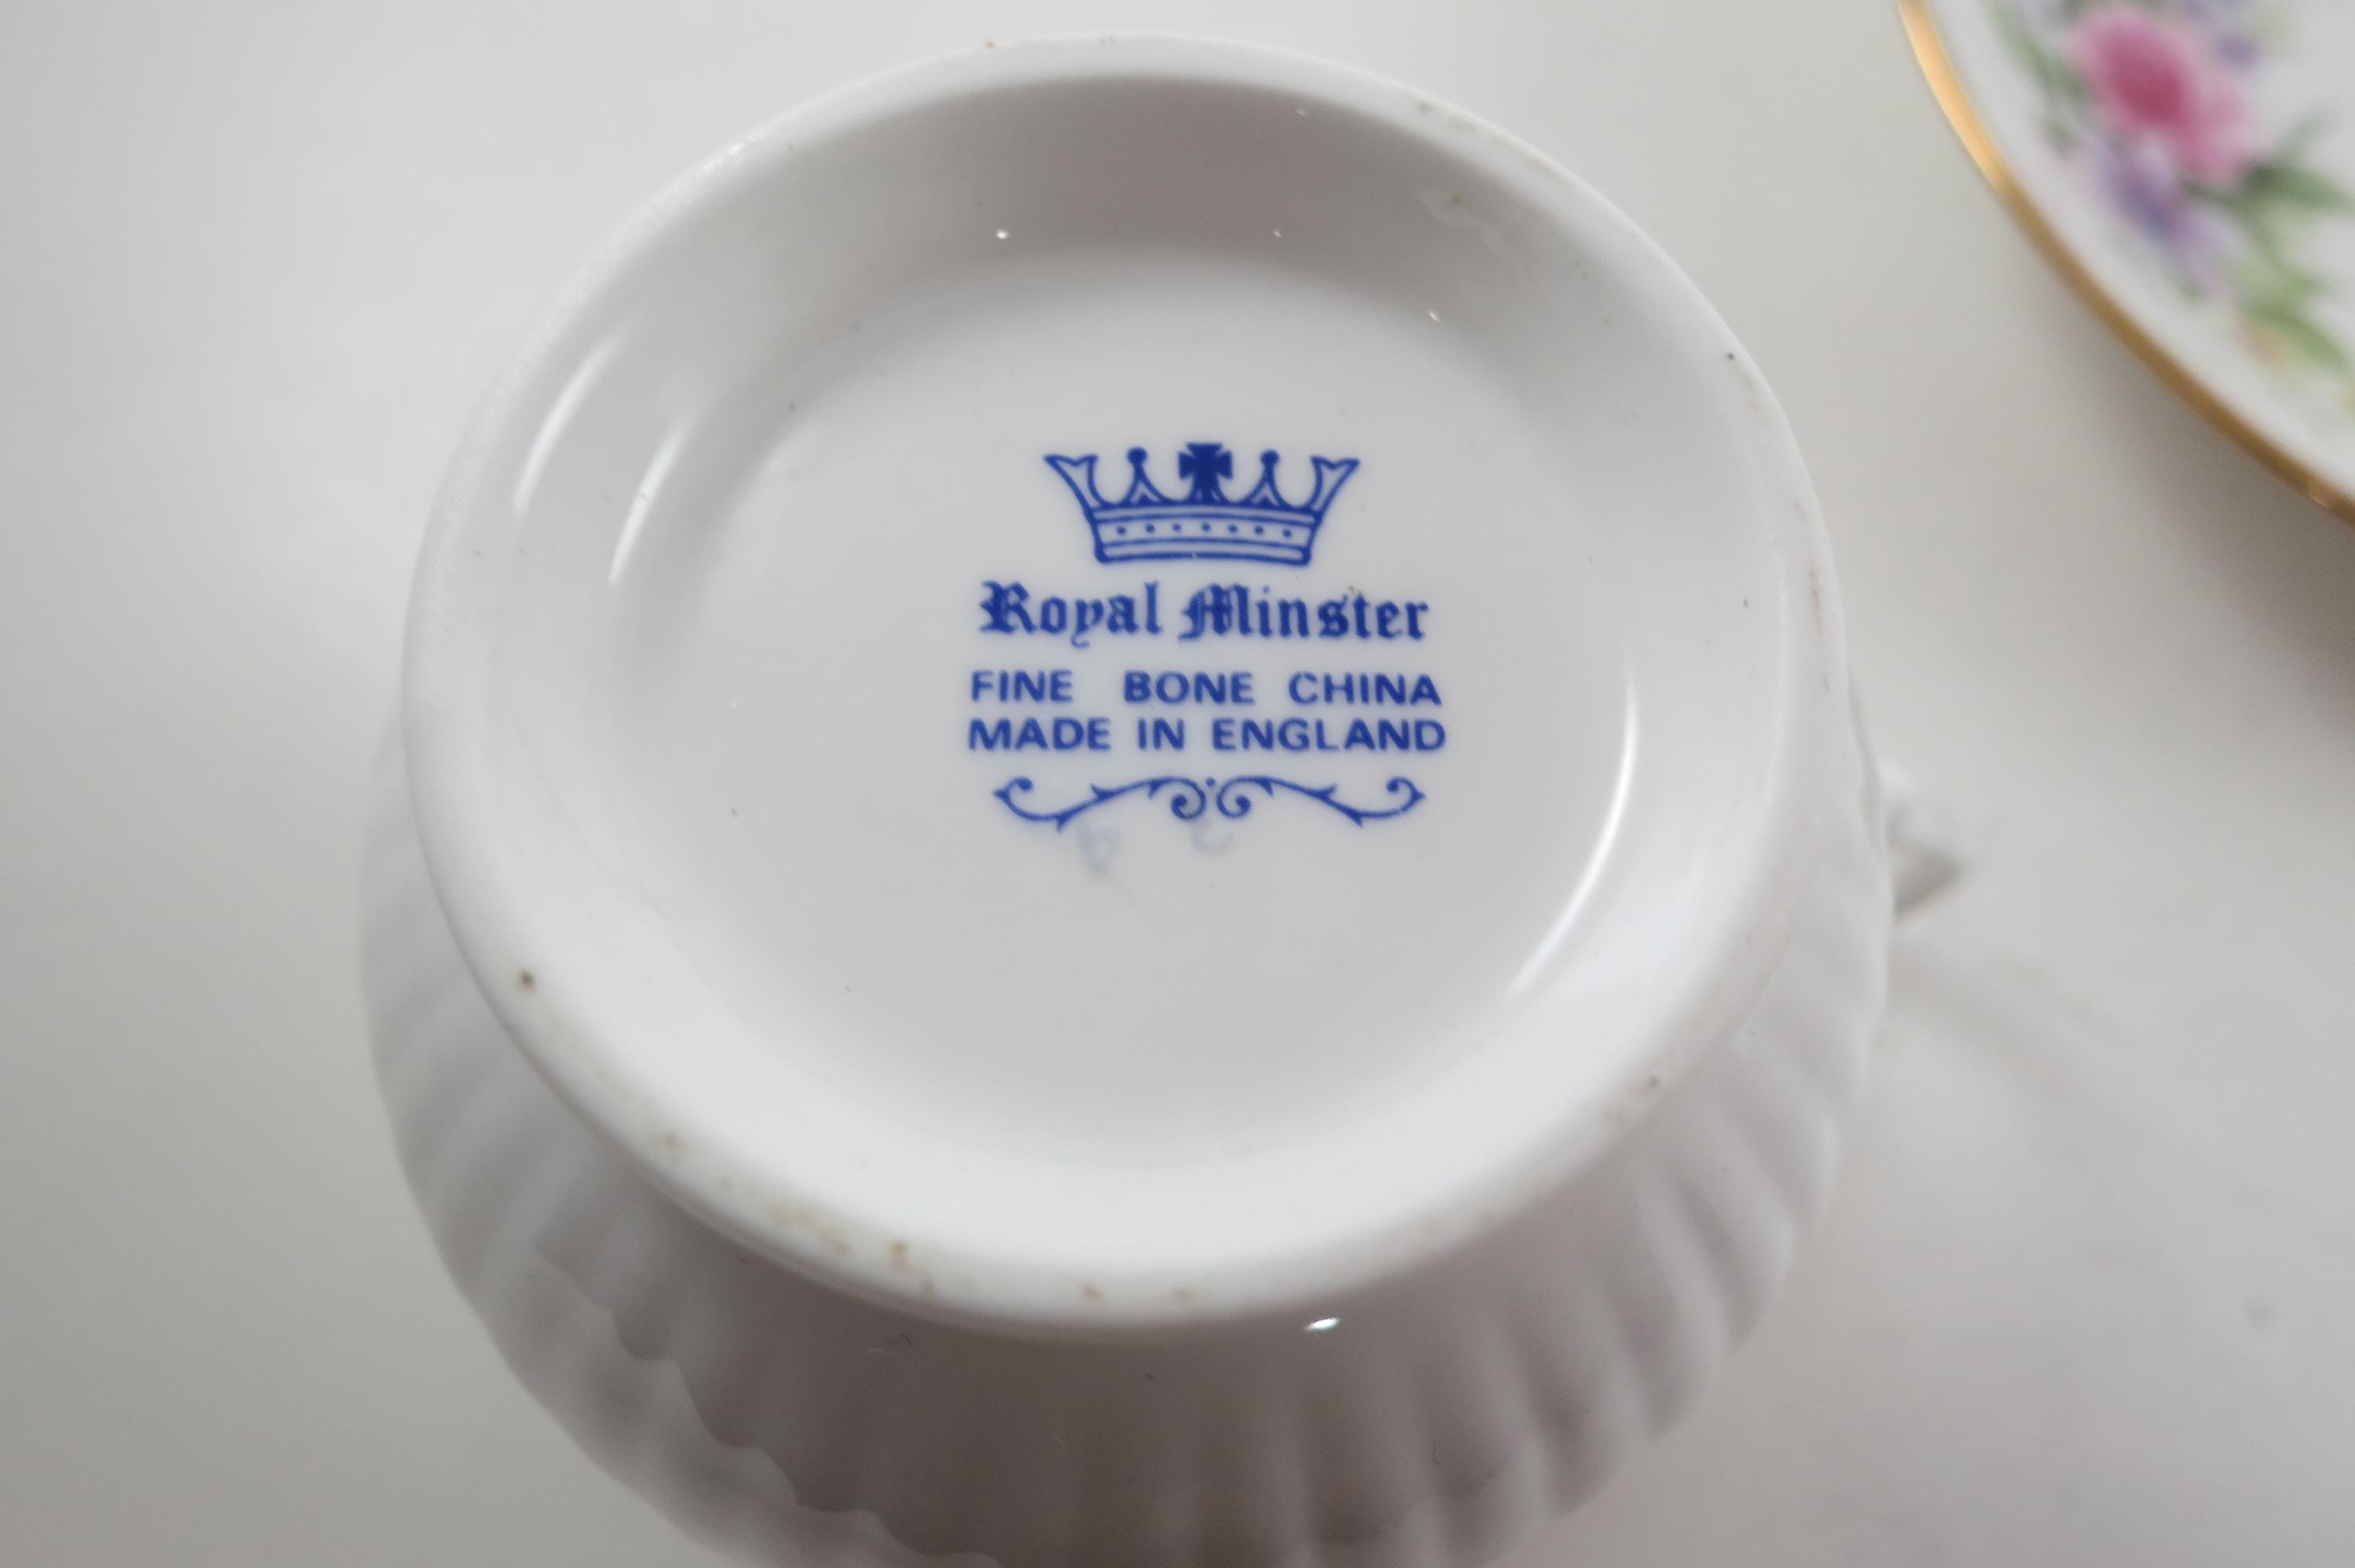 Royal Minster
FINE BONE CHINA
MADE IN ENGLAND